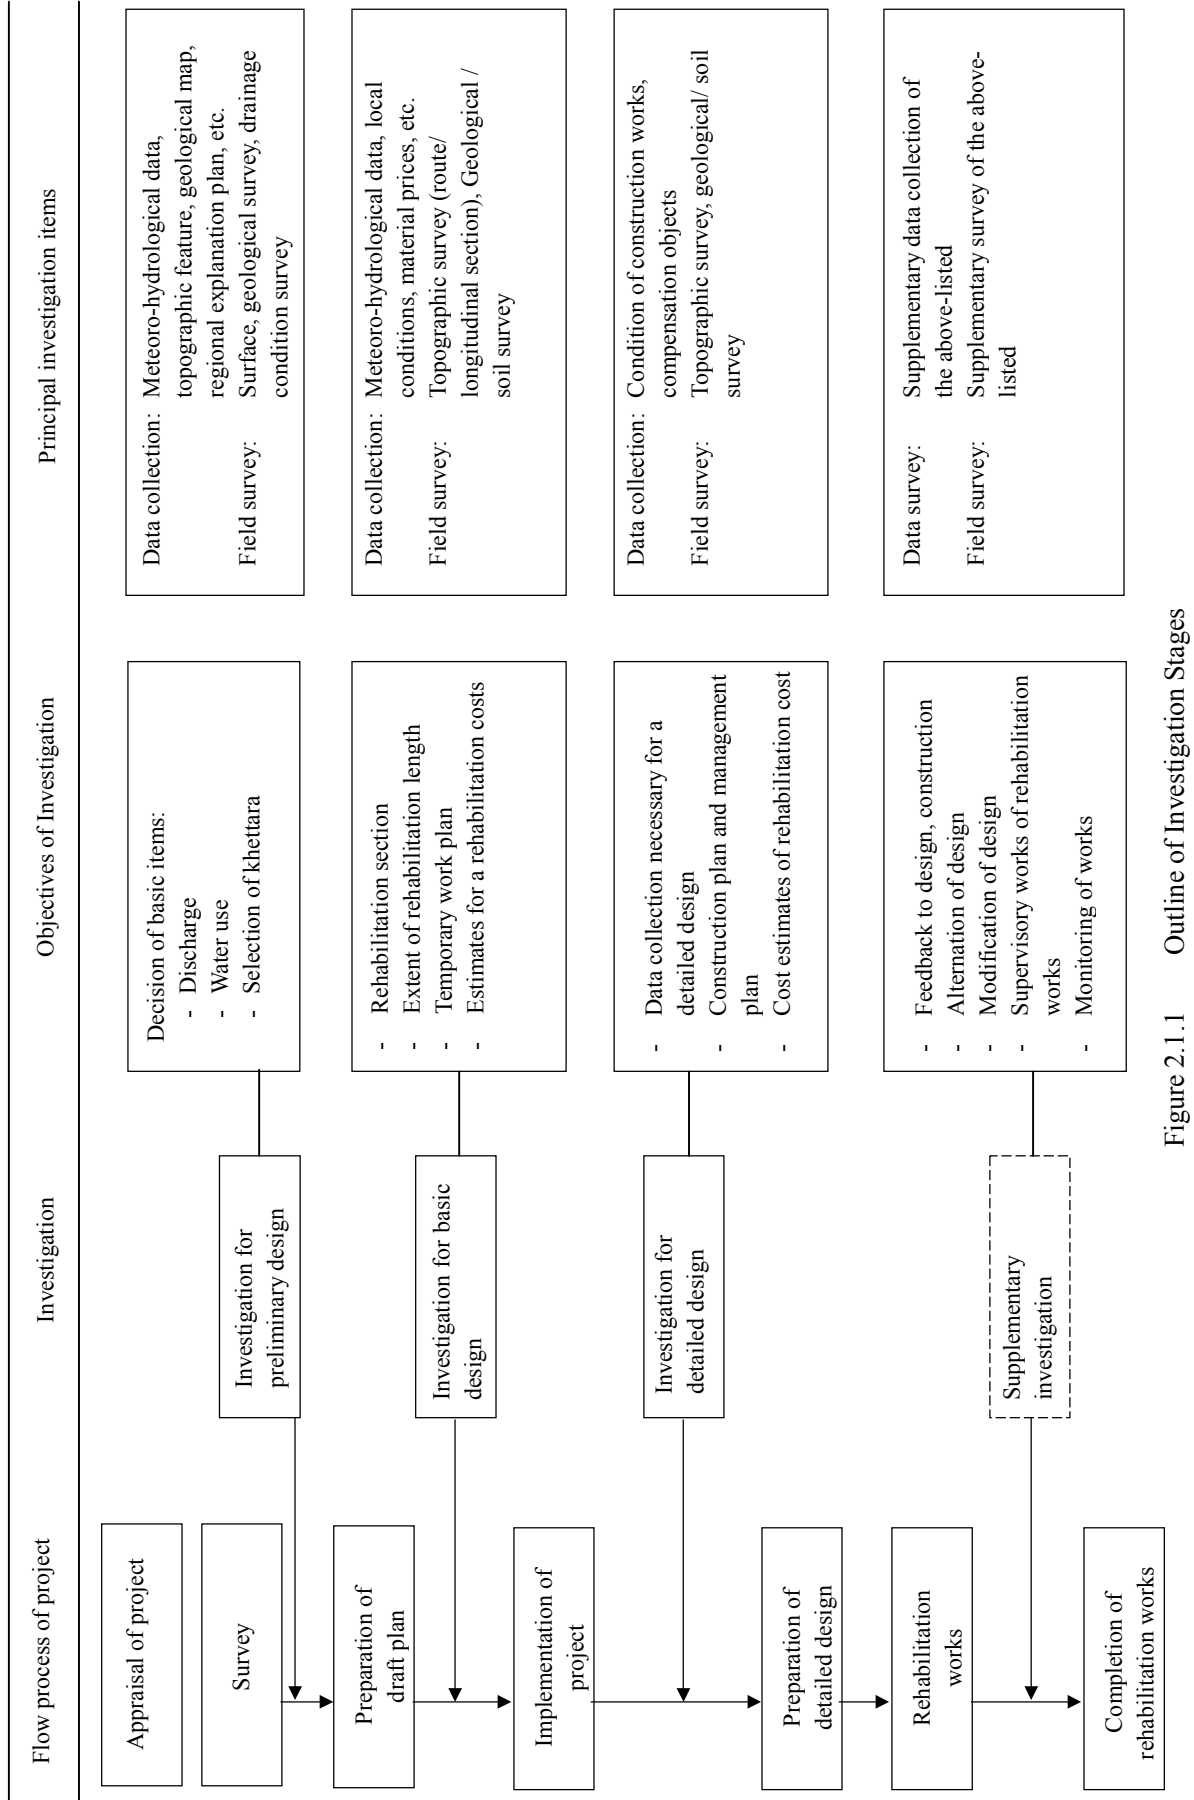 Flow process of project
Investigation
Objectives of Investigation
Principal investigation items
Appraisal of project
Survey
Investigation for
preliminary design
Decision of basic items:
- Discharge
- Water use
- Selection of khettara
Data collection: Meteoro-hydrological data,
topographic feature, geological map,
regional explanation plan, etc.
Field survey: Surface, geological survey, drainage
condition survey
Preparation of
draft plan
Investigation for basic
design
- Rehabilitation section
- Extent of rehabilitation length
- Temporary work plan
- Estimates for a rehabilitation costs
Data collection: Meteoro-hydrological data, local
conditions, material prices, etc.
Field survey: Topographic survey (route/
longitudinal section), Geological /
soil survey
Implementation of
project
Investigation for
detailed design
- Data collection necessary for a
detailed design
- Construction plan and management
plan
- Cost estimates of rehabilitation cost
Data collection: Condition of construction works,
compensation objects
Field survey: Topographic survey, geological/ soil
survey
Preparation of
detailed design
Rehabilitation
works
Supplementary
investigation
- Feedback to design, construction
- Alternation of design
- Modification of design
- Supervisory works of rehabilitation
works
- Monitoring of works
Data survey: Supplementary data collection of
the above-listed
Field survey: Supplementary survey of the above-
listed
Completion of
rehabilitation works
Figure 2.1.1 Outline of Investigation Stages